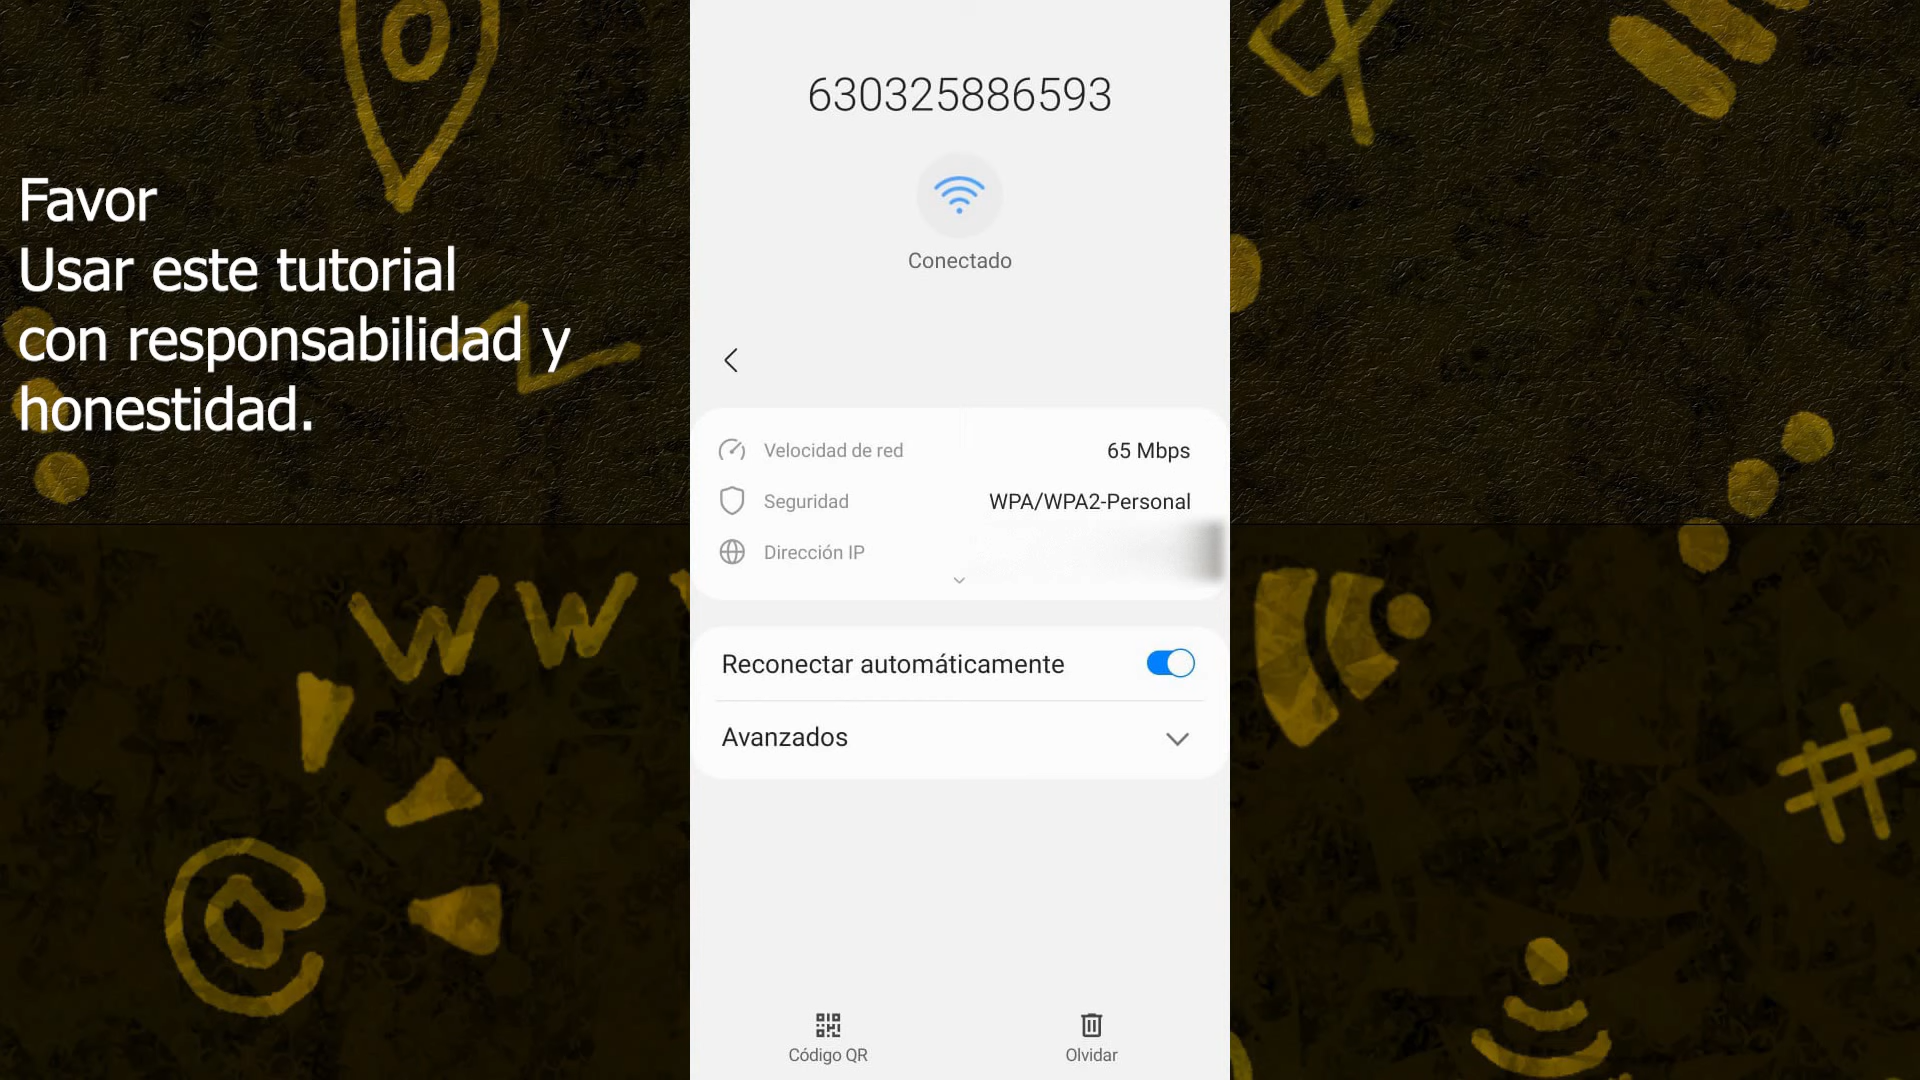 Favor
Usar este tutorial
con responsabilidad y
honestidad.
630325886593
Conectado
Velocidad de red 65 Mbps
Seguridad WPA/WPA2-Personal
Dirección IP
Reconectar automáticamente
Avanzados
Código QR Olvidar
WW
@
#